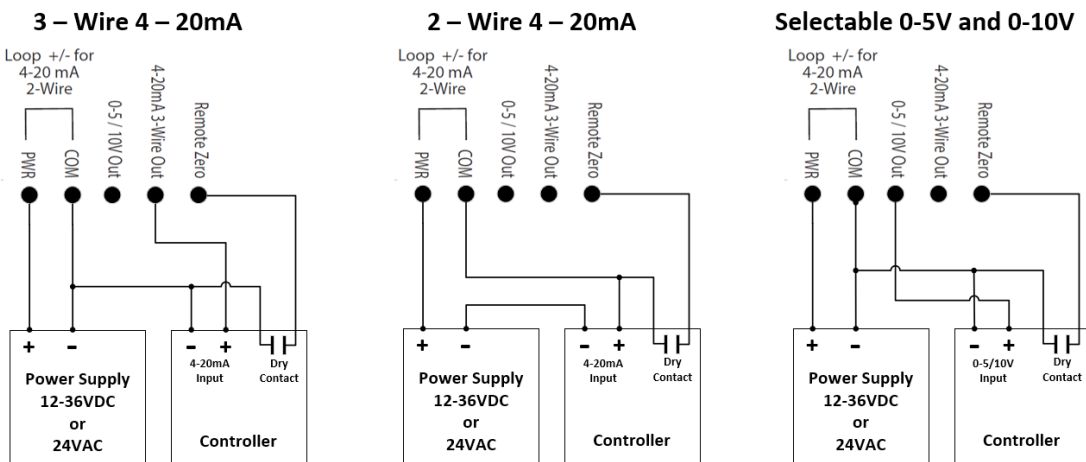 3 – Wire 4 – 20mA
Loop +/- for
4-20 mA
2-Wire
PWR
COM
0-5 / 10V Out
4-20mA 3-Wire Out
Remote Zero
+
-
-
+
4-20mA
Input
Dry
Contact
Power Supply
12-36VDC
or
24VAC
Controller
2 – Wire 4 – 20mA
Loop +/- for
4-20 mA
2-Wire
PWR
COM
0-5 / 10V Out
4-20mA 3-Wire Out
Remote Zero
+
-
-
+
4-20mA
Input
Dry
Contact
Power Supply
12-36VDC
or
24VAC
Controller
Selectable 0-5V and 0-10V
Loop +/- for
4-20 mA
2-Wire
PWR
COM
0-5 / 10V Out
4-20mA 3-Wire Out
Remote Zero
+
-
-
+
0-5/10V
Input
Dry
Contact
Power Supply
12-36VDC
or
24VAC
Controller